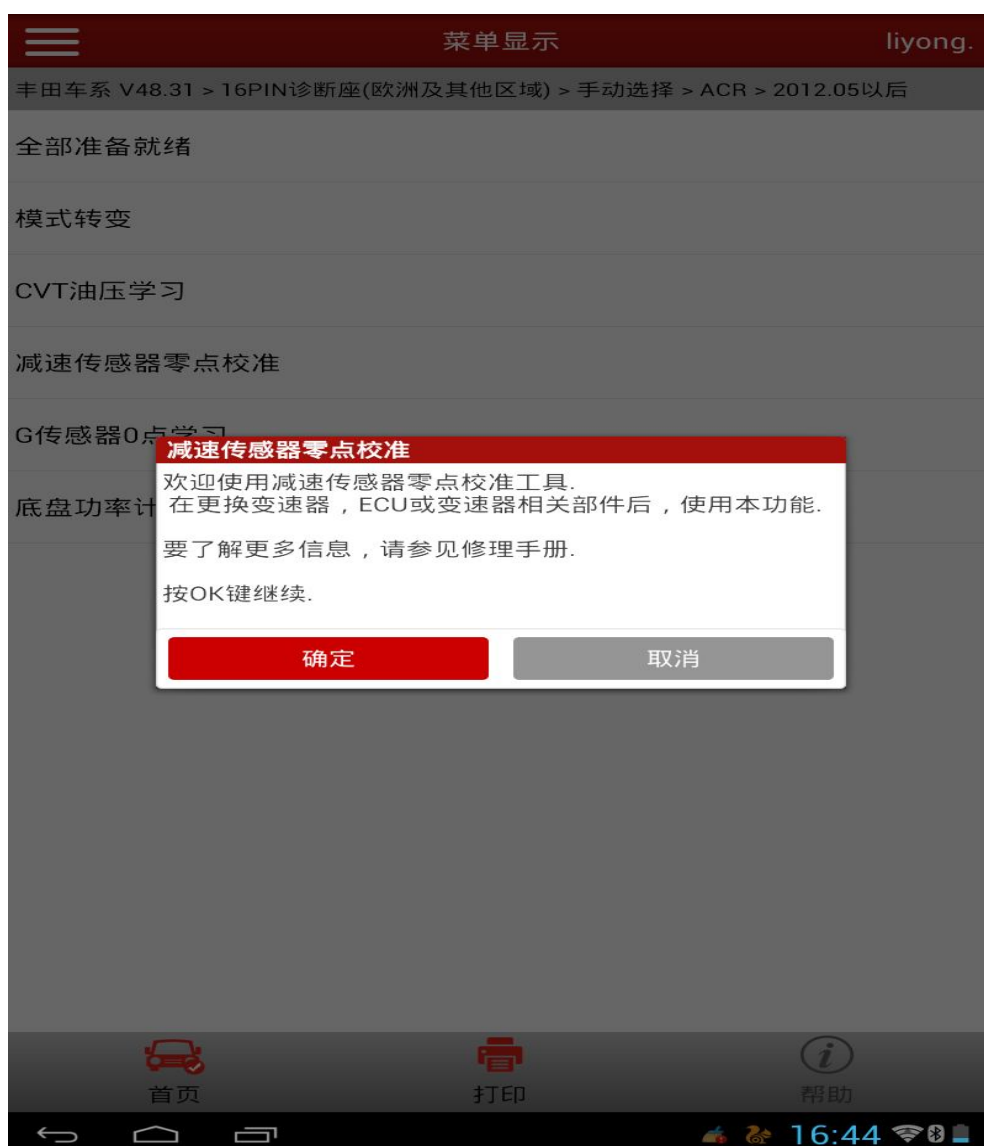 菜单显示
liyong.
丰田车系 V48.31 > 16PIN诊断座(欧洲及其他区域) > 手动选择 > ACR > 2012.05以后
全部准备就绪
模式转变
CVT油压学习
减速传感器零点校准
G传感器0点学习
底盘功率计
减速传感器零点校准
欢迎使用减速传感器零点校准工具.
在更换变速器，ECU或变速器相关部件后，使用本功能.
要了解更多信息，请参见修理手册.
按OK键继续.
确定
取消
首页
打印
帮助
16:44